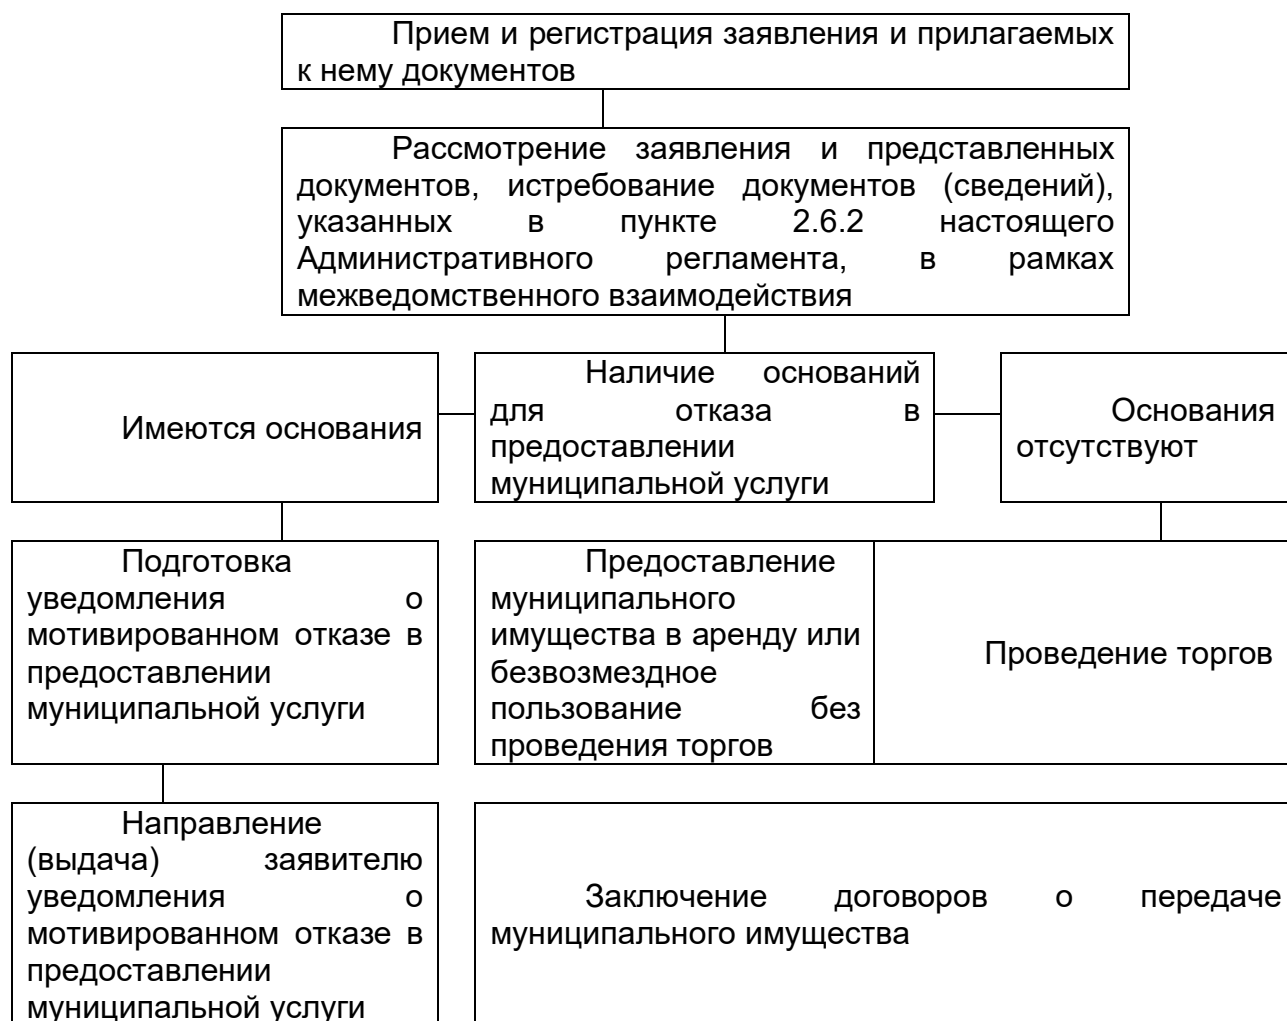 Прием и регистрация заявления и прилагаемых
к нему документов
Рассмотрение заявления и представленных
документов, истребование документов (сведений),
указанных в пункте 2.6.2 настоящего
Административного регламента, в рамках
межведомственного взаимодействия
Имеются основания
Наличие оснований
для отказа в
предоставлении
муниципальной услуги
Основания
отсутствуют
Подготовка
уведомления о
мотивированном отказе в
предоставлении
муниципальной услуги
Предоставление
муниципального
имущества в аренду или
безвозмездное
пользование без
проведения торгов
Проведение торгов
Направление
(выдача) заявителю
уведомления о
мотивированном отказе в
предоставлении
муниципальной услуги
Заключение договоров о передаче
муниципального имущества